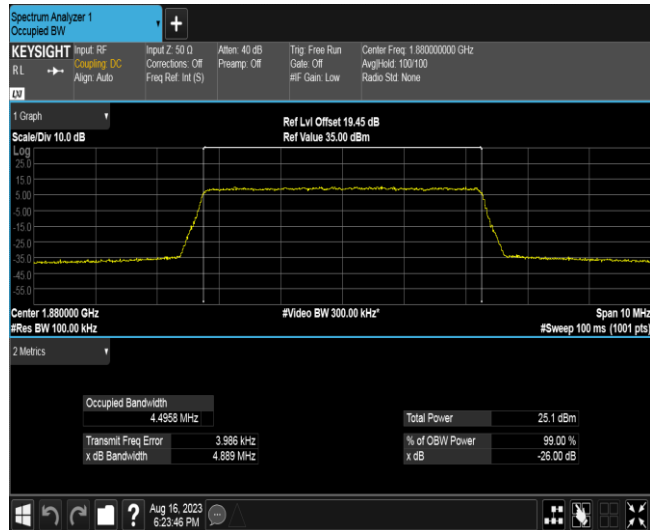 Spectrum Analyzer 1
Occupied BW
KEYSIGHT
R L
LXI
Input: RF
Coupling: DC
Align: Auto
Input Z: 50 Ω
Corrections: Off
Freq Ref: Int (S)
Atten: 40 dB
Preamp: Off
Trig: Free Run
Gate: Off
#IF Gain: Low
Center Freq: 1.880000000 GHz
Avg|Hold: 100/100
Radio Std: None
1 Graph
Scale/Div 10.0 dB
Ref Lvl Offset 19.45 dB
Ref Value 35.00 dBm
Log
25.0
15.0
5.00
-5.00
-15.0
-25.0
-35.0
-45.0
-55.0
Center 1.880000 GHz
#Res BW 100.00 kHz
#Video BW 300.00 kHz*
Span 10 MHz
#Sweep 100 ms (1001 pts)
2 Metrics
Occupied Bandwidth
4.4958 MHz
Transmit Freq Error 3.986 kHz
x dB Bandwidth 4.889 MHz
Total Power 25.1 dBm
% of OBW Power 99.00 %
x dB -26.00 dB
?
Aug 16, 2023
6:23:46 PM